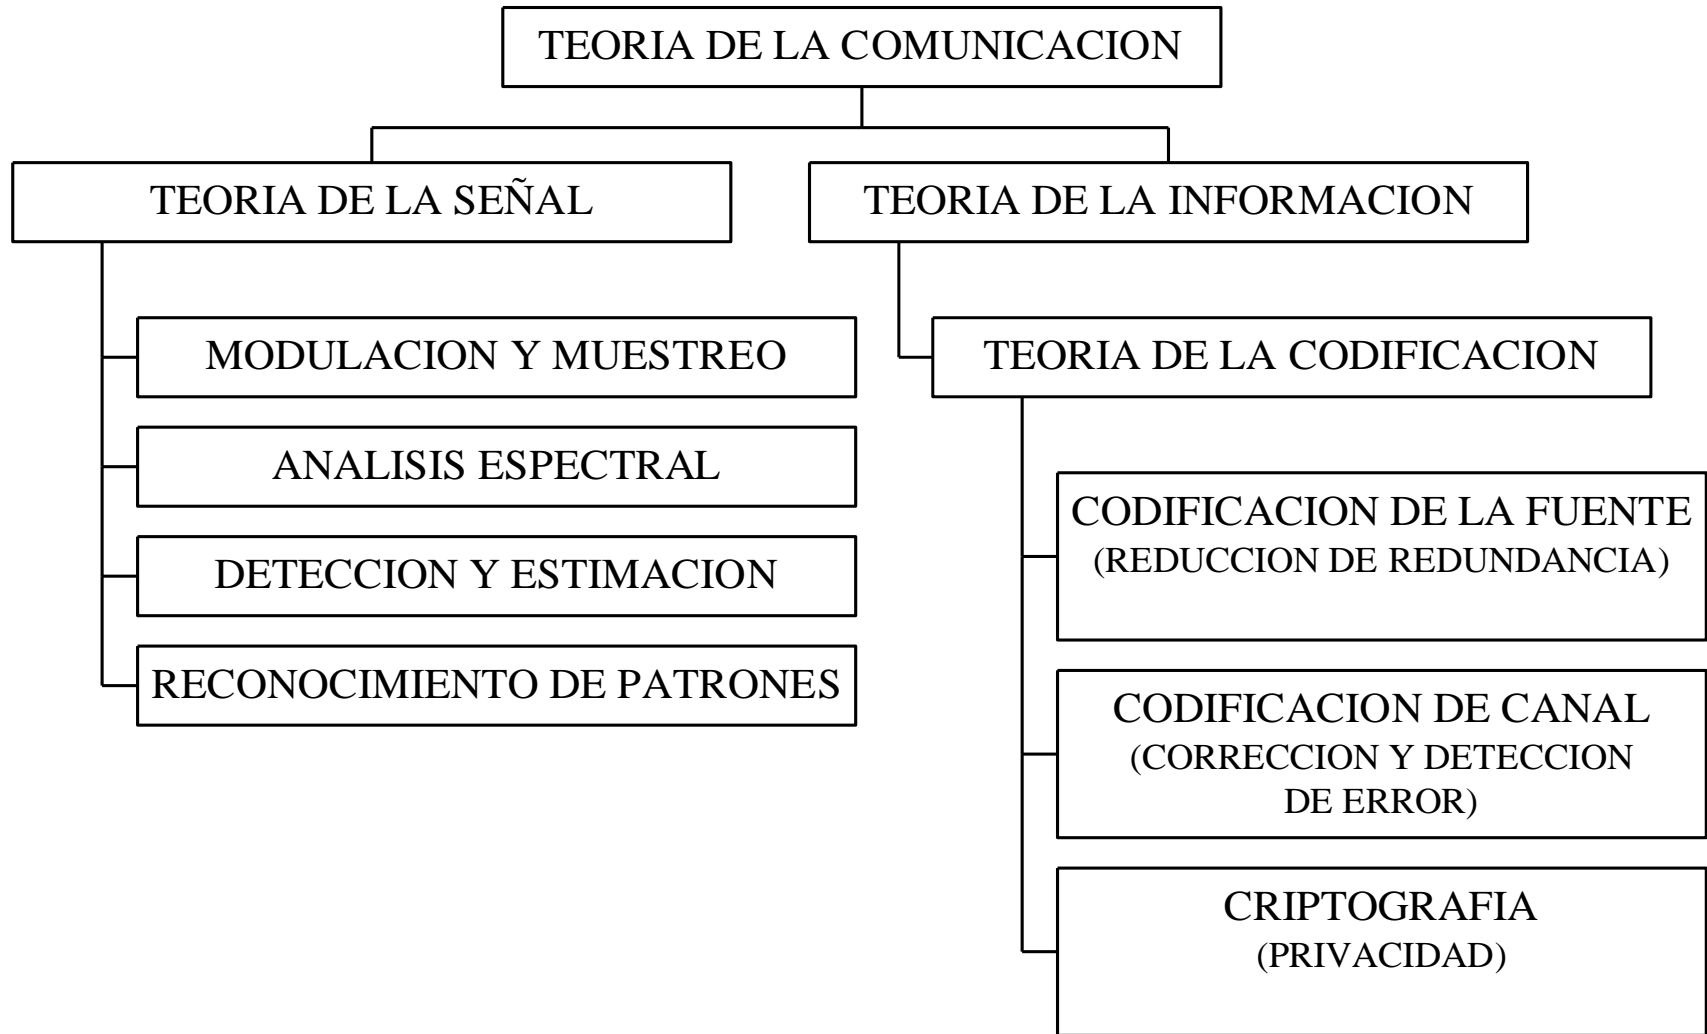 TEORIA DE LA COMUNICACION
TEORIA DE LA SEÑAL
MODULACION Y MUESTREO
ANALISIS ESPECTRAL
DETECCION Y ESTIMACION
RECONOCIMIENTO DE PATRONES
TEORIA DE LA INFORMACION
TEORIA DE LA CODIFICACION
CODIFICACION DE LA FUENTE
(REDUCCION DE REDUNDANCIA)
CODIFICACION DE CANAL
(CORRECCION Y DETECCION
DE ERROR)
CRIPTOGRAFIA
(PRIVACIDAD)